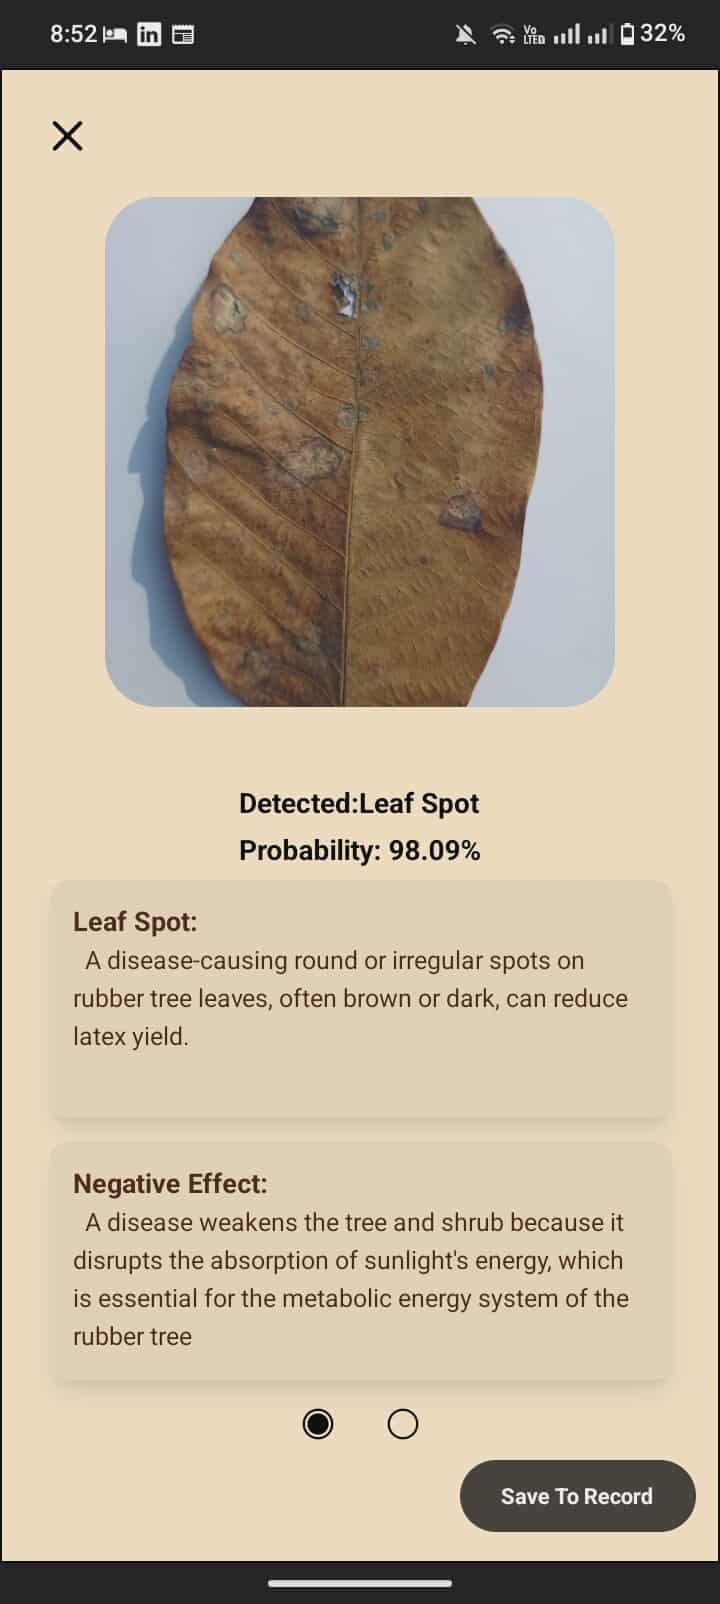 8:52
in
Vo
LTED
32%
Detected:Leaf Spot
Probability: 98.09%
Leaf Spot:
A disease-causing round or irregular spots on
rubber tree leaves, often brown or dark, can reduce
latex yield.
Negative Effect:
A disease weakens the tree and shrub because it
disrupts the absorption of sunlight's energy, which
is essential for the metabolic energy system of the
rubber tree
Save To Record